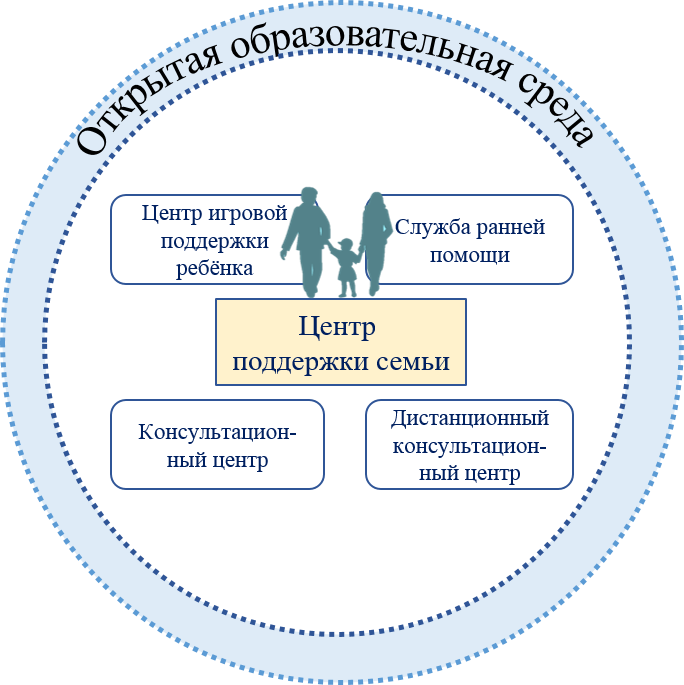 Открытая образовательная среда
Центр игровой
поддержки
ребёнка
Служба ранней
помощи
Центр
поддержки семьи
Консультацион-
ный центр
Дистанционный
консультацион-
ный центр